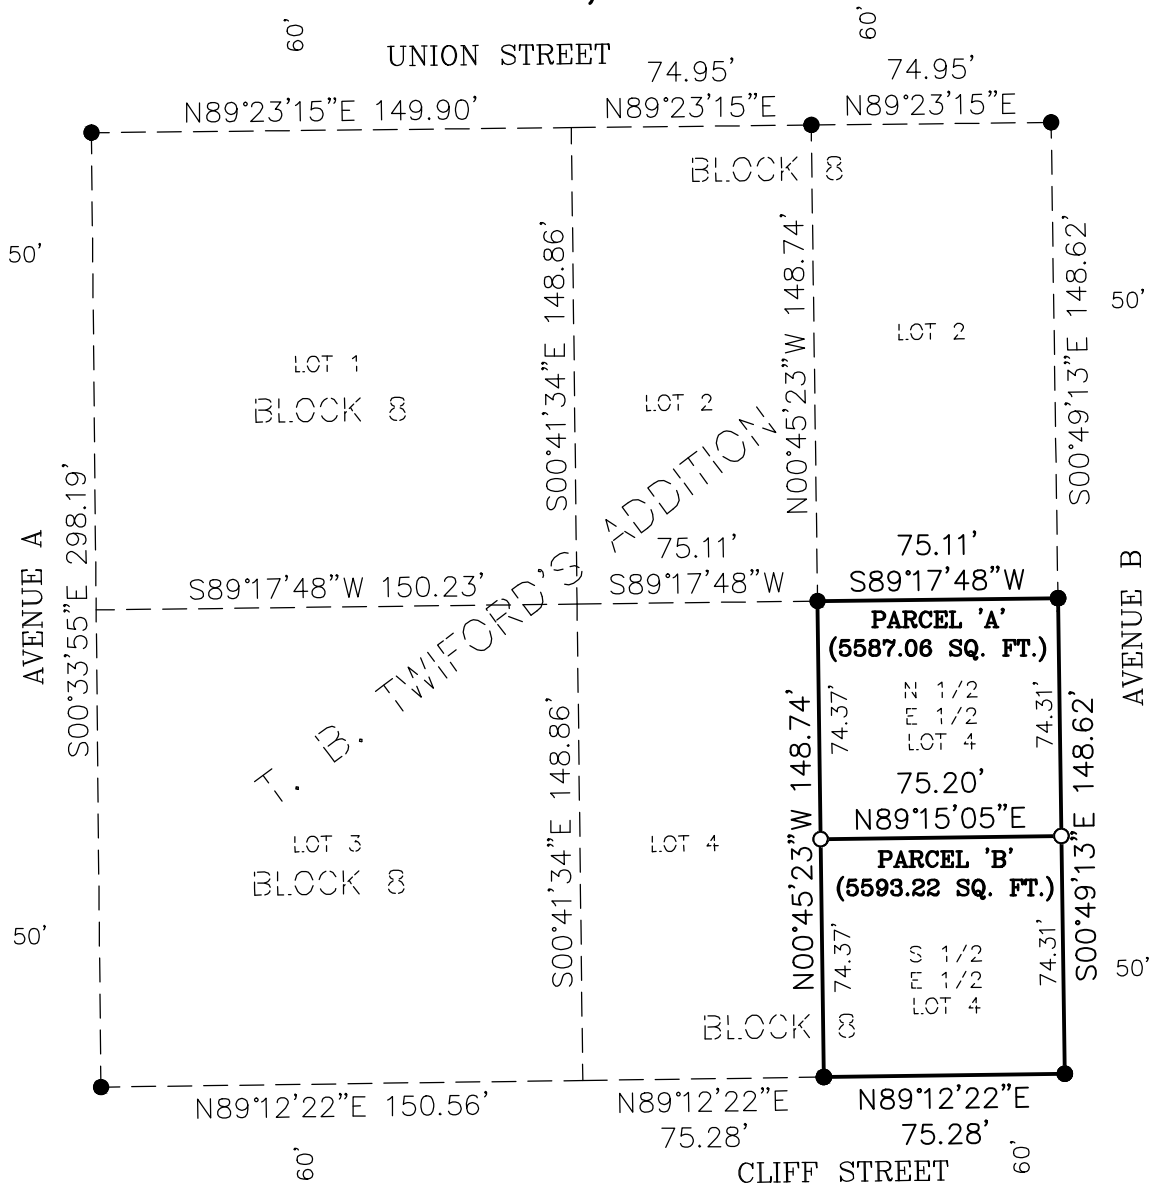 60'
60'
UNION STREET
74.95'
74.95'
N89°23'15"E 149.90'
N89°23'15"E
N89°23'15"E
BLOCK 8
50'
S00°41'34"E 148.86'
N00°45'23"W 148.74'
S00°49'13"E 148.62'
50'
LOT 2
LOT 1
BLOCK 8
LOT 2
T. B. TWIFORD'S ADDITION
AVENUE A
S00°33'55"E 298.19'
S89°17'48"W 150.23'
75.11'
S89°17'48"W
75.11'
S89°17'48"W
AVENUE B
PARCEL 'A'
(5587.06 SQ. FT.)
74.37'
N 1/2
E 1/2
LOT 4
74.31'
75.20'
N89°15'05"E
N00°45'23"W 148.74'
S00°49'13"E 148.62'
S00°41'34"E 148.86'
LOT 3
BLOCK 8
LOT 4
PARCEL 'B'
(5593.22 SQ. FT.)
50'
74.37'
S 1/2
E 1/2
LOT 4
74.31'
50'
BLOCK 8
N89°12'22"E 150.56'
N89°12'22"E
75.28'
N89°12'22"E
75.28'
60'
60'
CLIFF STREET